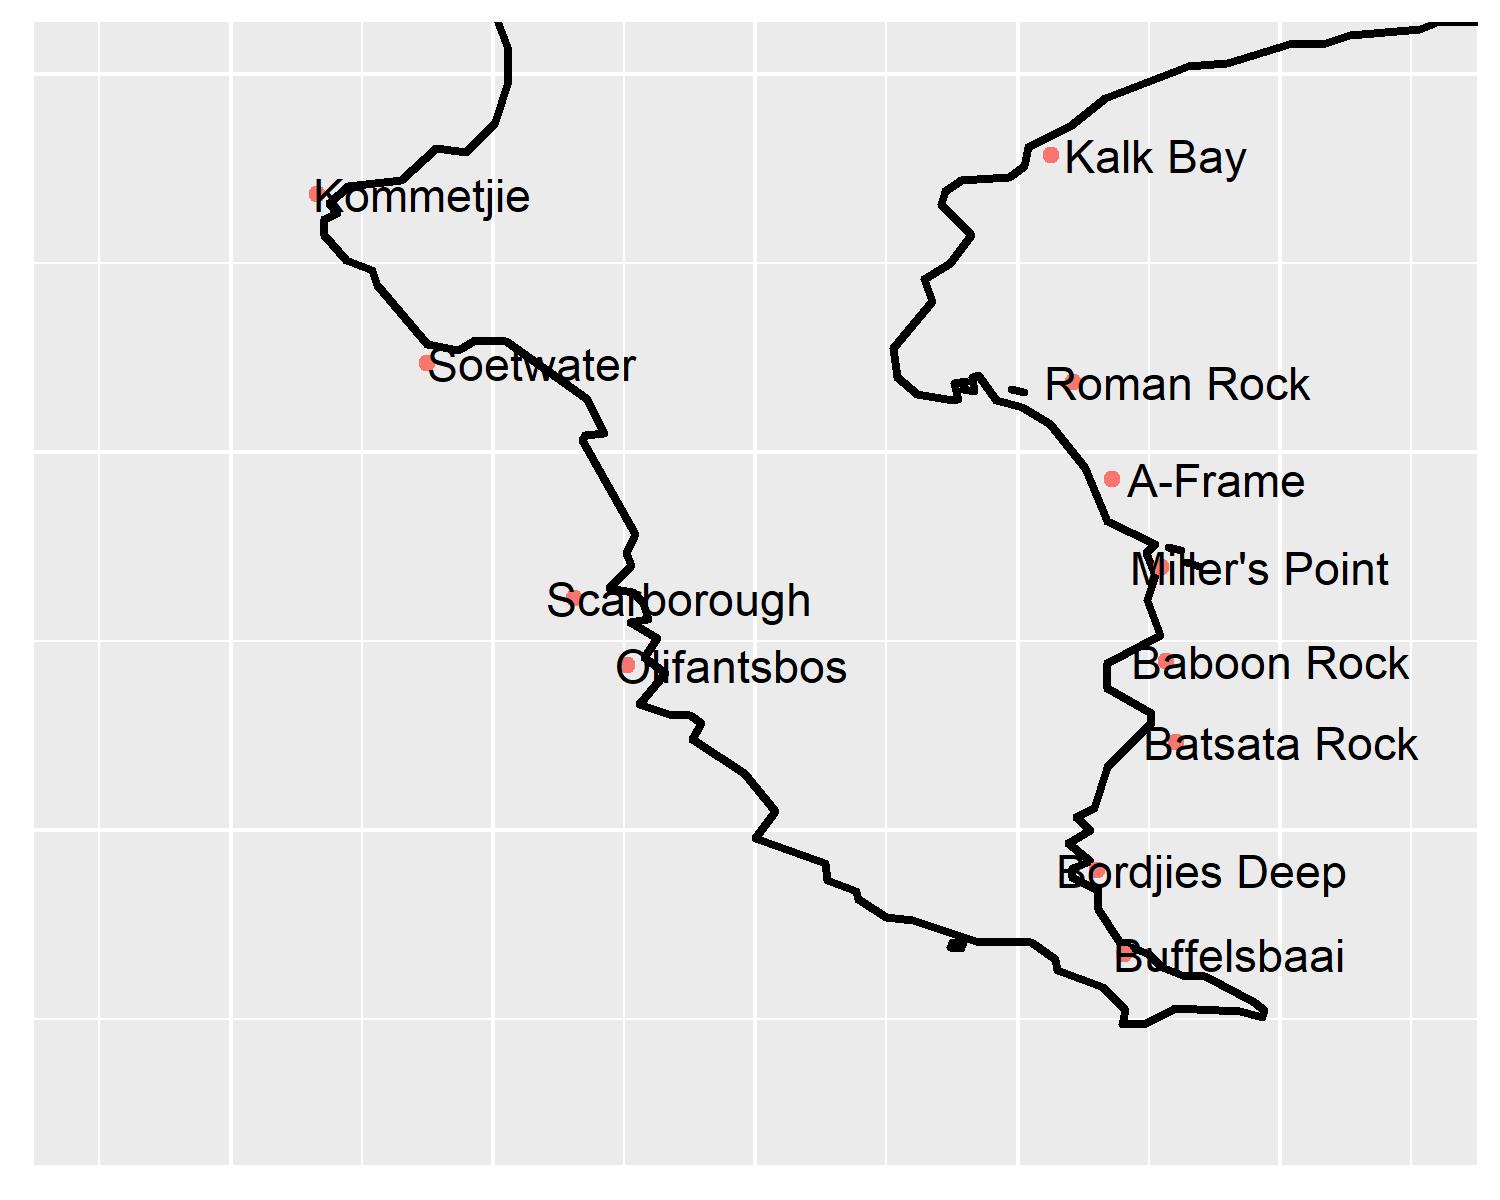 Kalk Bay
Kommetjie
Soetwater
Roman Rock
A-Frame
Miller's Point
Scarborough
Olifantsbos
Baboon Rock
Batsata Rock
Bordjies Deep
Buffelsbaai